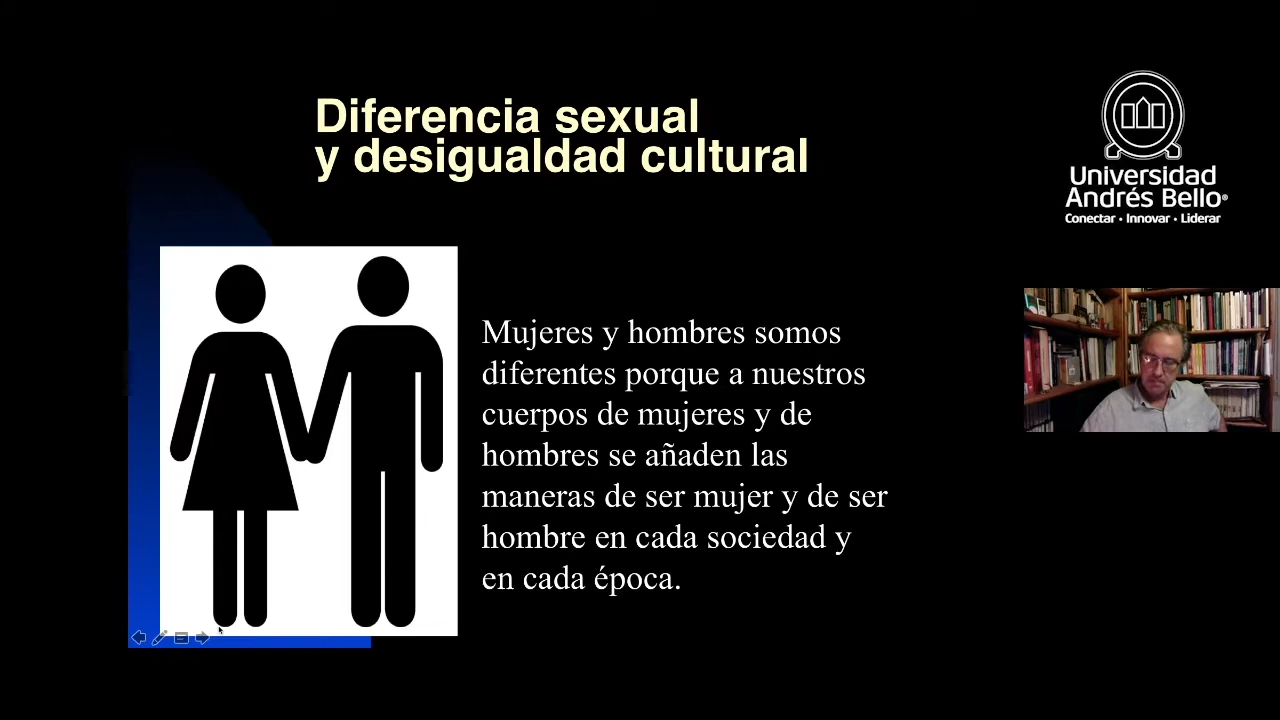 Diferencia sexual
y desigualdad cultural
Universidad
Andrés Bello®
Conectar • Innovar • Liderar
Mujeres y hombres somos
diferentes porque a nuestros
cuerpos de mujeres y de
hombres se añaden las
maneras de ser mujer y de ser
hombre en cada sociedad y
en cada época.